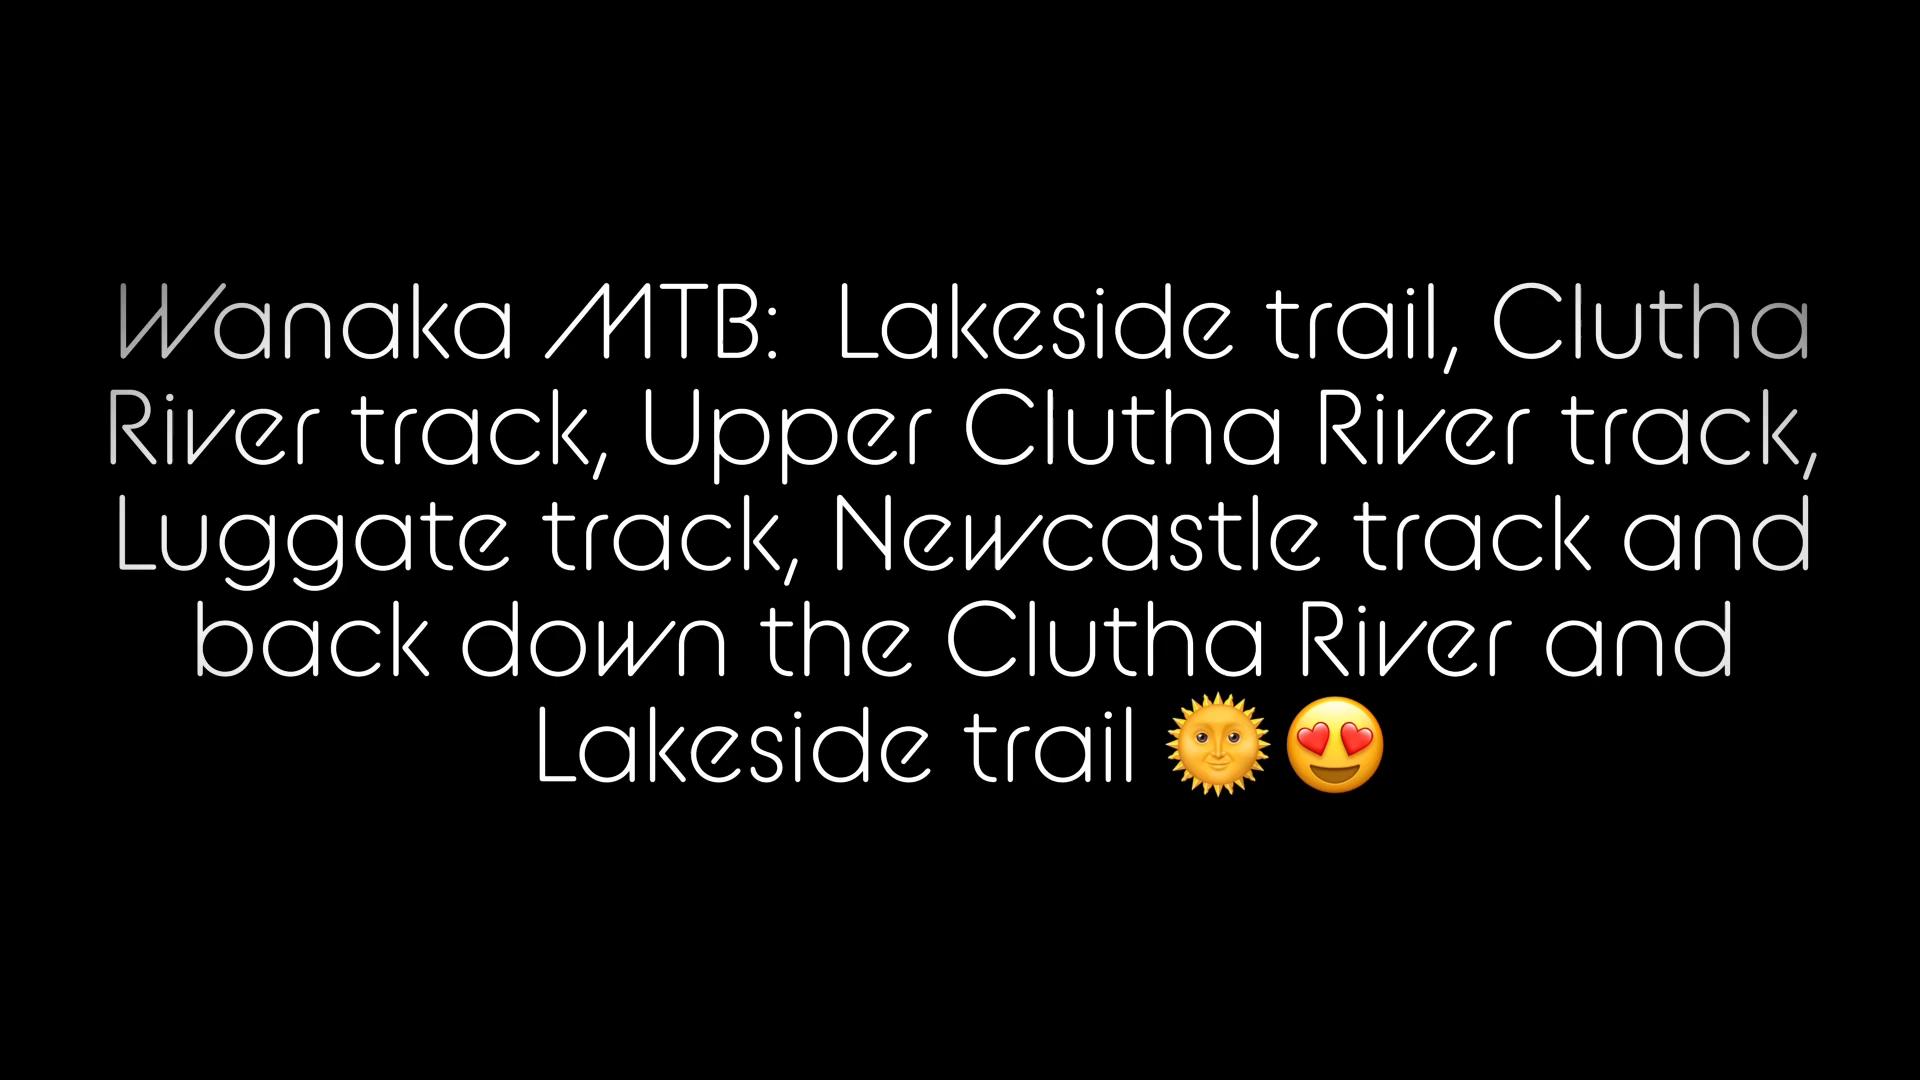 Wanaka MTB:  Lakeside trail, Clutha
River track, Upper Clutha River track,
Luggate track, Newcastle track and
back down the Clutha River and
Lakeside trail 🌞😍